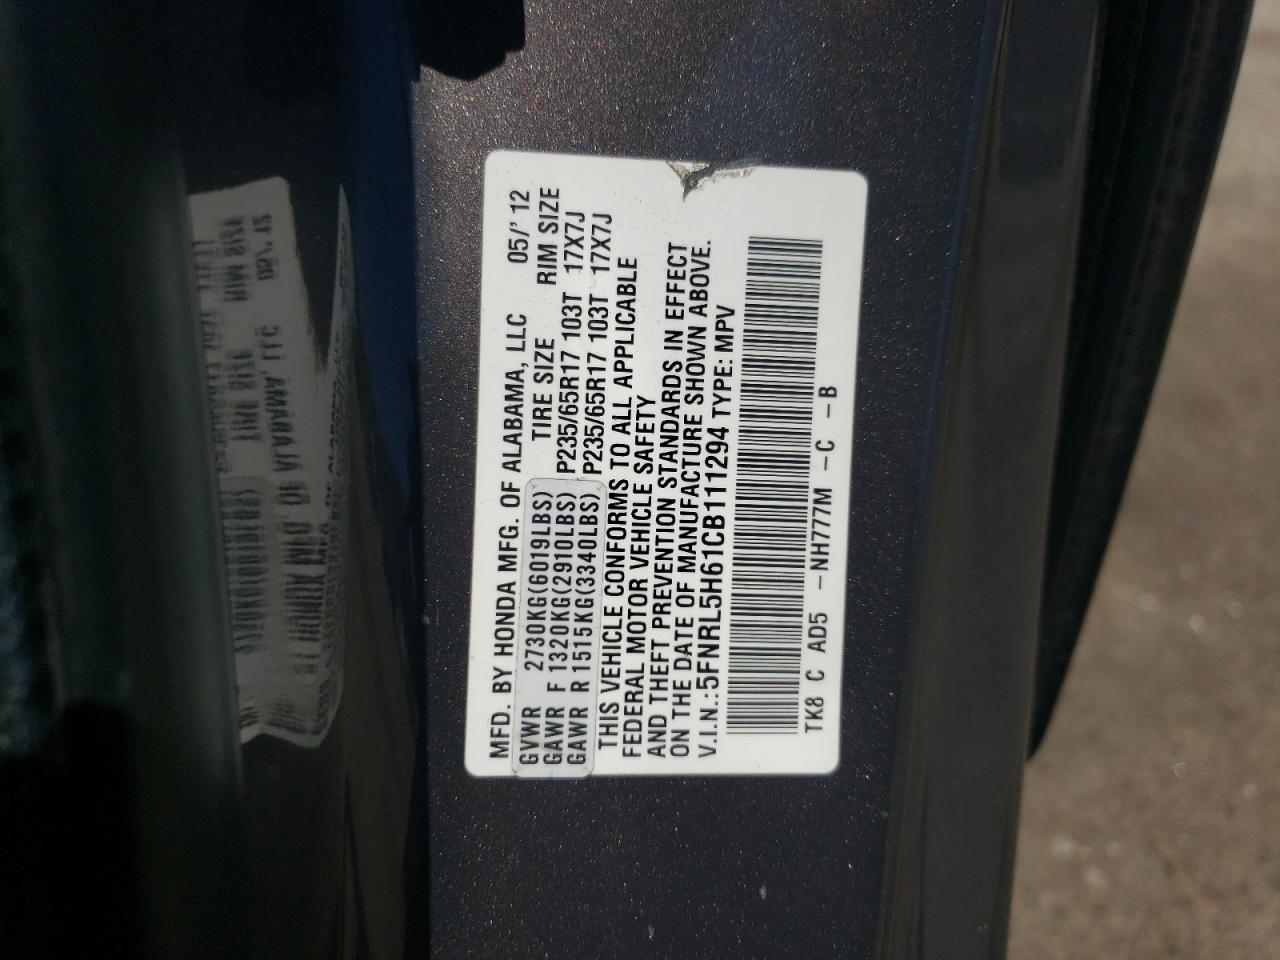 MFD. BY HONDA MFG. OF ALABAMA, LLC 05/'12
GVWR 2730KG(6019LBS) TIRE SIZE RIM SIZE
GAWR F 1320KG(2910LBS) P235/65R17 103T 17X7J
GAWR R 1515KG(3340LBS) P235/65R17 103T 17X7J
THIS VEHICLE CONFORMS TO ALL APPLICABLE
FEDERAL MOTOR VEHICLE SAFETY
AND THEFT PREVENTION STANDARDS IN EFFECT
ON THE DATE OF MANUFACTURE SHOWN ABOVE.
V.I.N.:5FNRL5H61CB111294 TYPE: MPV
TK8 C AD5 -NH777M -C -B